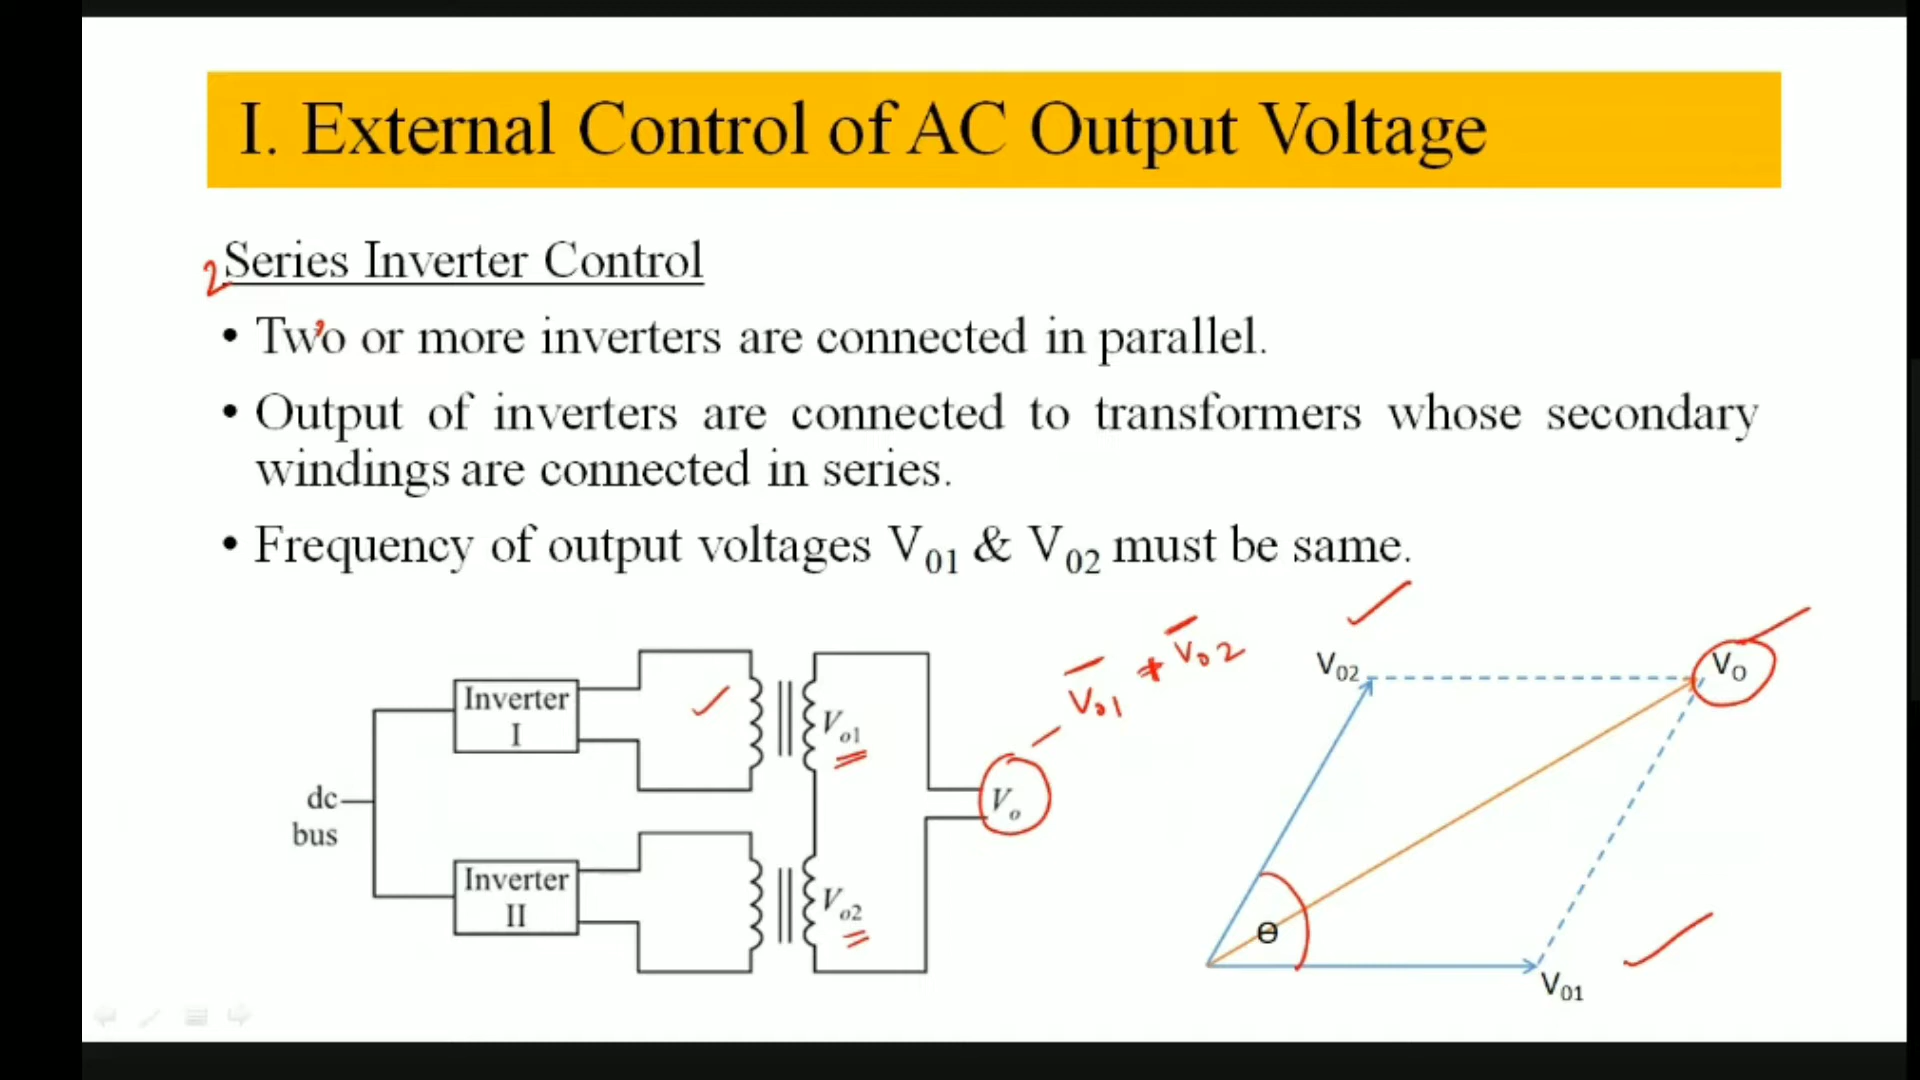 I. External Control of AC Output Voltage
2 Series Inverter Control
• Two or more inverters are connected in parallel.
• Output of inverters are connected to transformers whose secondary
windings are connected in series.
• Frequency of output voltages V01 & V02 must be same.
Inverter
I
Vo1
dc
bus
Vo
Inverter
II
Vo2
V̅01 + V̅02
V02
VO
Θ
V01